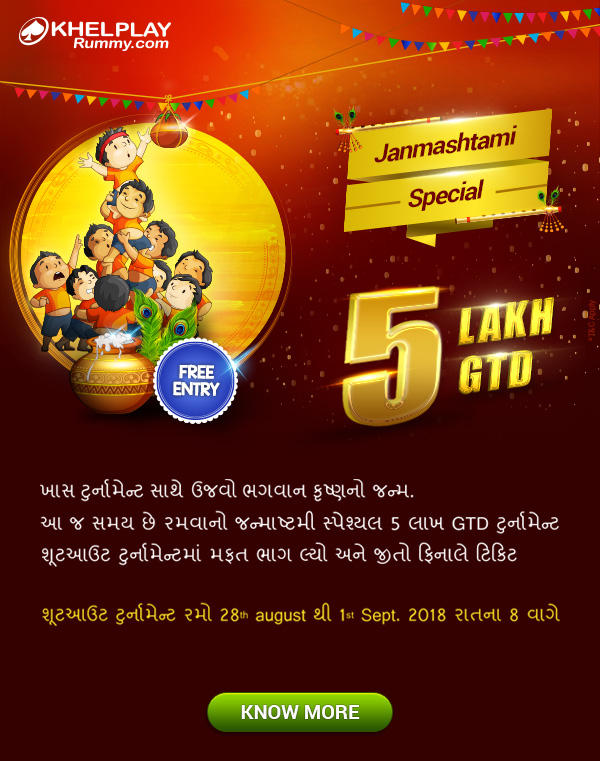 KHELPLAY
Rummy.com
Janmashtami
Special
5 LAKH
GTD
FREE
ENTRY
ખાસ ટુર્નામેન્ટ સાથે ઉજવો ભગવાન કૃષ્ણનો જન્મ.
આ જ સમય છે રમવાનો જન્માષ્ટમી સ્પેશ્યલ 5 લાખ GTD ટુર્નામેન્ટ
શૂટઆઉટ ટુર્નામેન્ટમાં મફત ભાગ લ્યો અને જીતો ફિનાલે ટિકિટ
શૂટઆઉટ ટુર્નામેન્ટ રમો 28th august થી 1st Sept. 2018 રાતના 8 વાગે
KNOW MORE